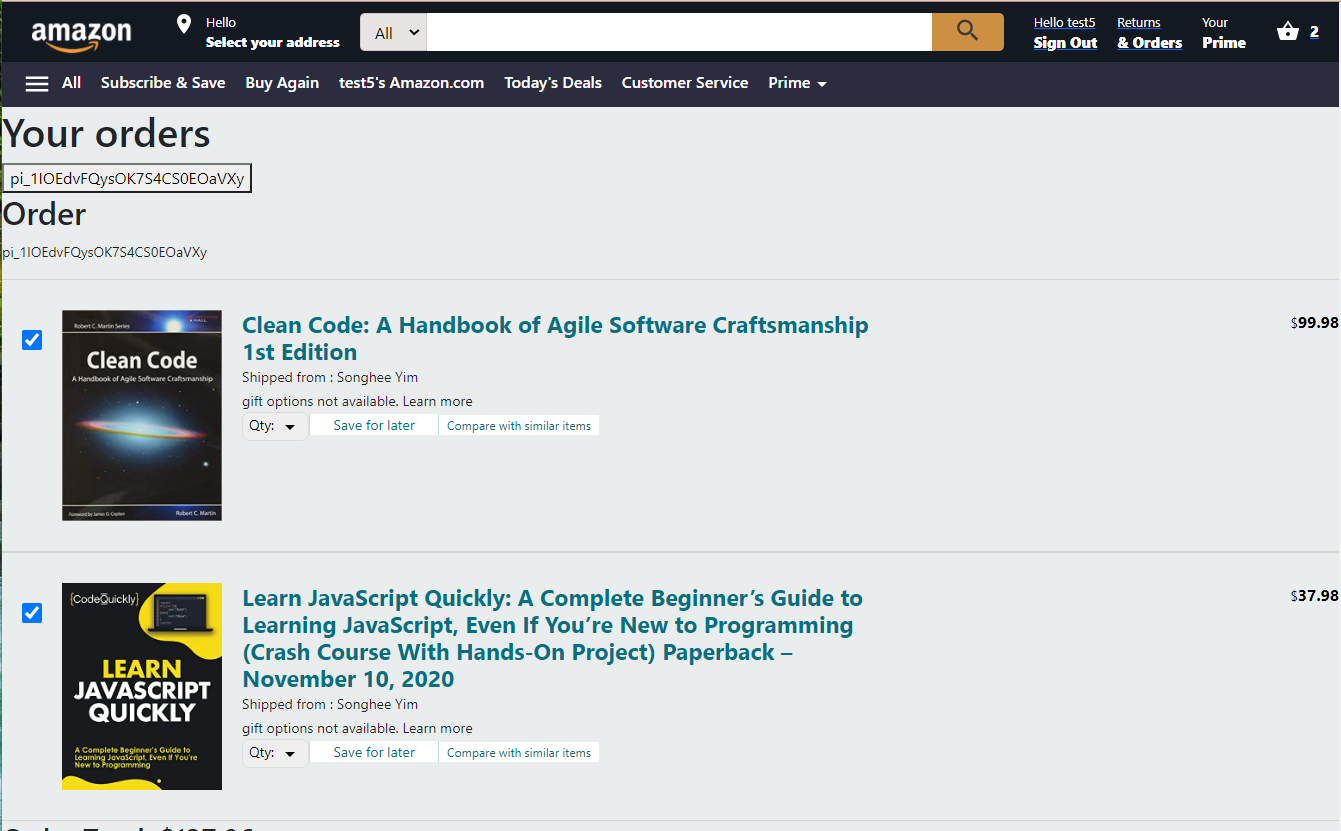 amazon
Hello
Select your address
All
Hello test5
Sign Out
Returns
& Orders
Your
Prime
2
All Subscribe & Save Buy Again test5's Amazon.com Today's Deals Customer Service Prime
Your orders
pi_1IOEdvFQysOK7S4CS0EOaVXy
Order
pi_1IOEdvFQysOK7S4CS0EOaVXy
Robert C. Martin Series
Clean Code
A Handbook of Agile Software Craftsmanship
Foreword by James O. Coplien
Robert C. Martin
Clean Code: A Handbook of Agile Software Craftsmanship
1st Edition
$99.98
Shipped from : Songhee Yim
gift options not available. Learn more
Qty: Save for later Compare with similar items
{CodeQuickly}
LEARN
JAVASCRIPT
QUICKLY
A Complete Beginner's Guide to
Learning JavaScript, Even If You're
New to Programming
Learn JavaScript Quickly: A Complete Beginner’s Guide to
Learning JavaScript, Even If You’re New to Programming
(Crash Course With Hands-On Project) Paperback –
November 10, 2020
$37.98
Shipped from : Songhee Yim
gift options not available. Learn more
Qty: Save for later Compare with similar items